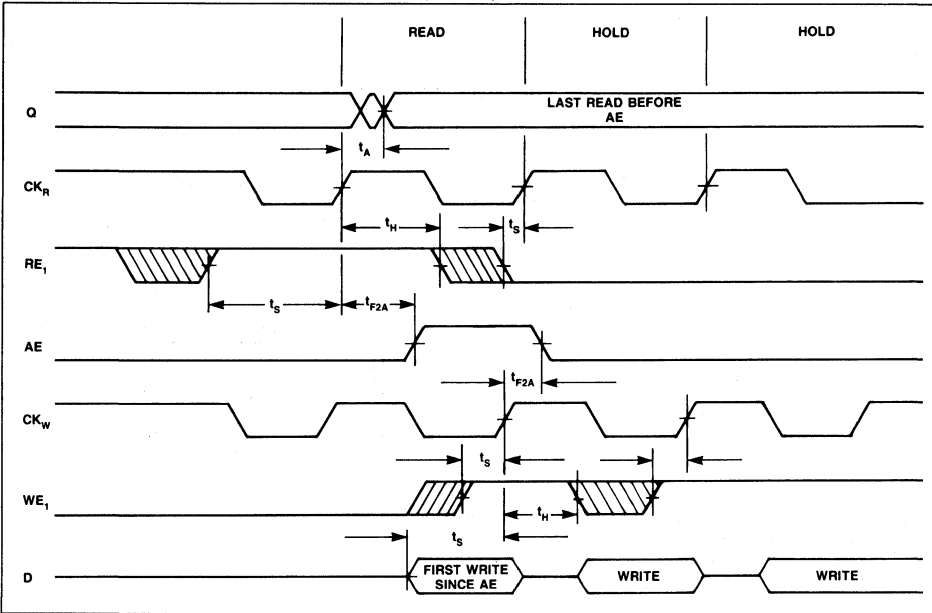 READ HOLD HOLD
Q LAST READ BEFORE
AE
tA
CKR
tH tS
RE1
tS tF2A
AE
tF2A
CKW
tS
WE1
tH
tS
D FIRST WRITE SINCE AE WRITE WRITE